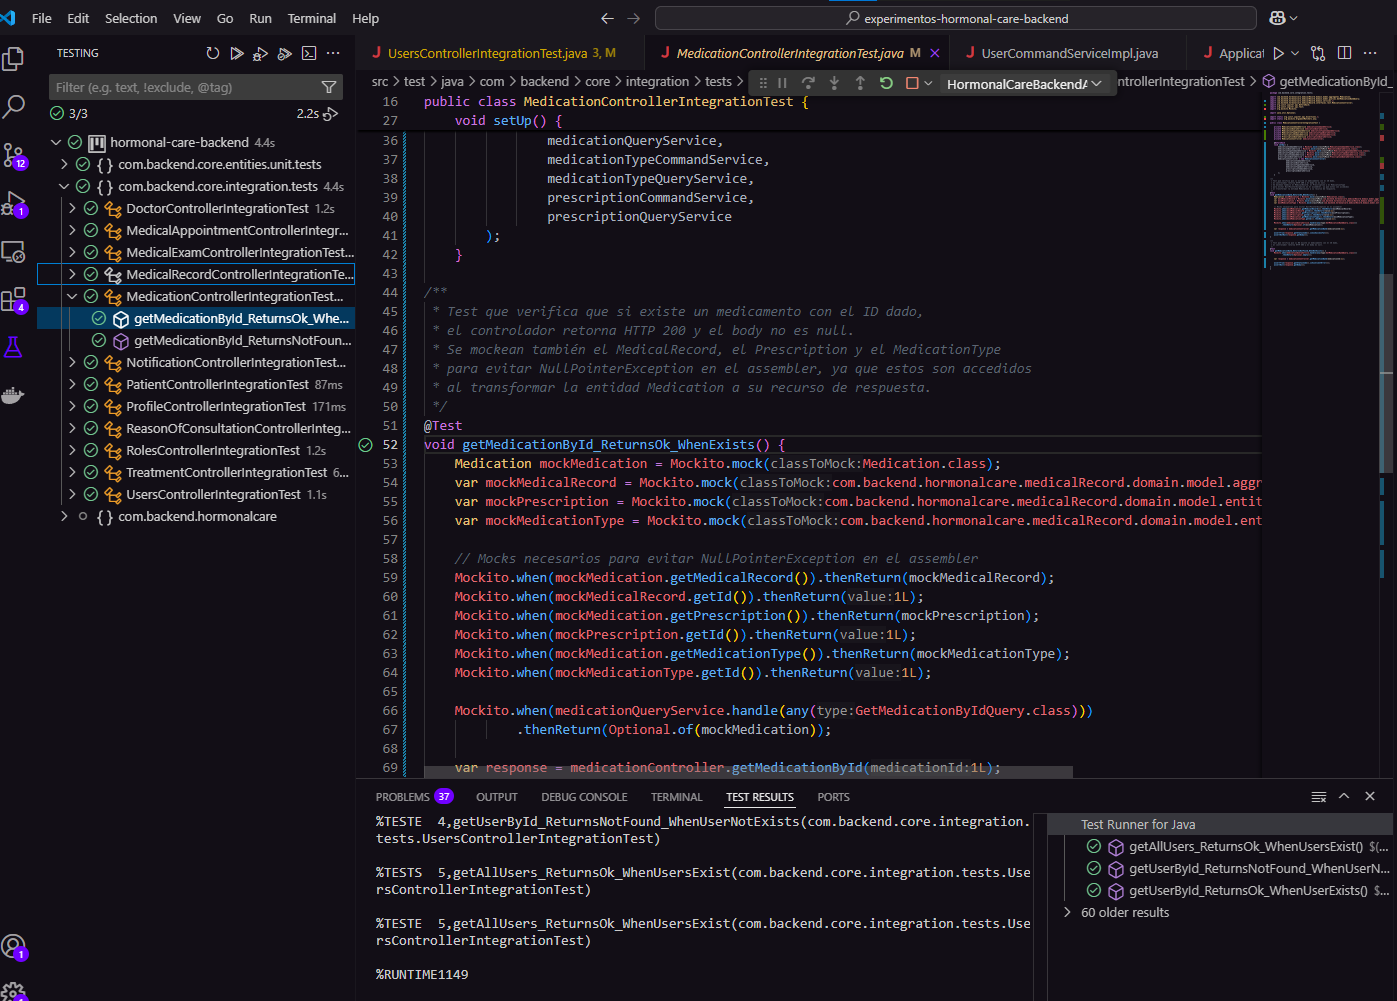 File Edit Selection View Go Run Terminal Help
experimentos-hormonal-care-backend
TESTING
UsersControllerIntegrationTest.java 3, M
MedicationControllerIntegrationTest.java M
UserCommandServiceImpl.java
Applicat
Filter (e.g. text, !exclude, @tag)
src > test > java > com > backend > core > integration > tests >
HormonalCareBackendA
ntrollerIntegrationTest > getMedicationById_
3/3
2.2s
hormonal-care-backend 4.4s
{ } com.backend.core.entities.unit.tests
{ } com.backend.core.integration.tests 4.4s
DoctorControllerIntegrationTest 1.2s
MedicalAppointmentControllerIntegr...
MedicalExamControllerIntegrationTest...
MedicalRecordControllerIntegrationTe...
MedicationControllerIntegrationTest...
getMedicationById_ReturnsOk_Whe...
getMedicationById_ReturnsNotFoun...
NotificationControllerIntegrationTest...
PatientControllerIntegrationTest 87ms
ProfileControllerIntegrationTest 171ms
ReasonOfConsultationControllerInteg...
RolesControllerIntegrationTest 1.2s
TreatmentControllerIntegrationTest 6...
UsersControllerIntegrationTest 1.1s
{ } com.backend.hormonalcare
12
1
4
1
16 public class MedicationControllerIntegrationTest {
27 void setUp() {
36 medicationQueryService,
37 medicationTypeCommandService,
38 medicationTypeQueryService,
39 prescriptionCommandService,
40 prescriptionQueryService
41 );
42 }
43
44 /**
45 * Test que verifica que si existe un medicamento con el ID dado,
46 * el controlador retorna HTTP 200 y el body no es null.
47 * Se mockean también el MedicalRecord, el Prescription y el MedicationType
48 * para evitar NullPointerException en el assembler, ya que estos son accedidos
49 * al transformar la entidad Medication a su recurso de respuesta.
50 */
51 @Test
52 void getMedicationById_ReturnsOk_WhenExists() {
53 Medication mockMedication = Mockito.mock(classToMock:Medication.class);
54 var mockMedicalRecord = Mockito.mock(classToMock:com.backend.hormonalcare.medicalRecord.domain.model.aggr
55 var mockPrescription = Mockito.mock(classToMock:com.backend.hormonalcare.medicalRecord.domain.model.entit
56 var mockMedicationType = Mockito.mock(classToMock:com.backend.hormonalcare.medicalRecord.domain.model.ent
57
58 // Mocks necesarios para evitar NullPointerException en el assembler
59 Mockito.when(mockMedication.getMedicalRecord()).thenReturn(mockMedicalRecord);
60 Mockito.when(mockMedicalRecord.getId()).thenReturn(value:1L);
61 Mockito.when(mockMedication.getPrescription()).thenReturn(mockPrescription);
62 Mockito.when(mockPrescription.getId()).thenReturn(value:1L);
63 Mockito.when(mockMedication.getMedicationType()).thenReturn(mockMedicationType);
64 Mockito.when(mockMedicationType.getId()).thenReturn(value:1L);
65
66 Mockito.when(medicationQueryService.handle(any(type:GetMedicationByIdQuery.class)))
67 .thenReturn(Optional.of(mockMedication));
68
69 var response = medicationController.getMedicationById(medicationId:1L);
PROBLEMS 37 OUTPUT DEBUG CONSOLE TERMINAL TEST RESULTS PORTS
%TESTE 4,getUserById_ReturnsNotFound_WhenUserNotExists(com.backend.core.integration.
tests.UsersControllerIntegrationTest)
%TESTS 5,getAllUsers_ReturnsOk_WhenUsersExist(com.backend.core.integration.tests.Use
rsControllerIntegrationTest)
%TESTE 5,getAllUsers_ReturnsOk_WhenUsersExist(com.backend.core.integration.tests.Use
rsControllerIntegrationTest)
%RUNTIME1149
Test Runner for Java
getAllUsers_ReturnsOk_WhenUsersExist() $(...
getUserById_ReturnsNotFound_WhenUserN...
getUserById_ReturnsOk_WhenUserExists() $...
60 older results